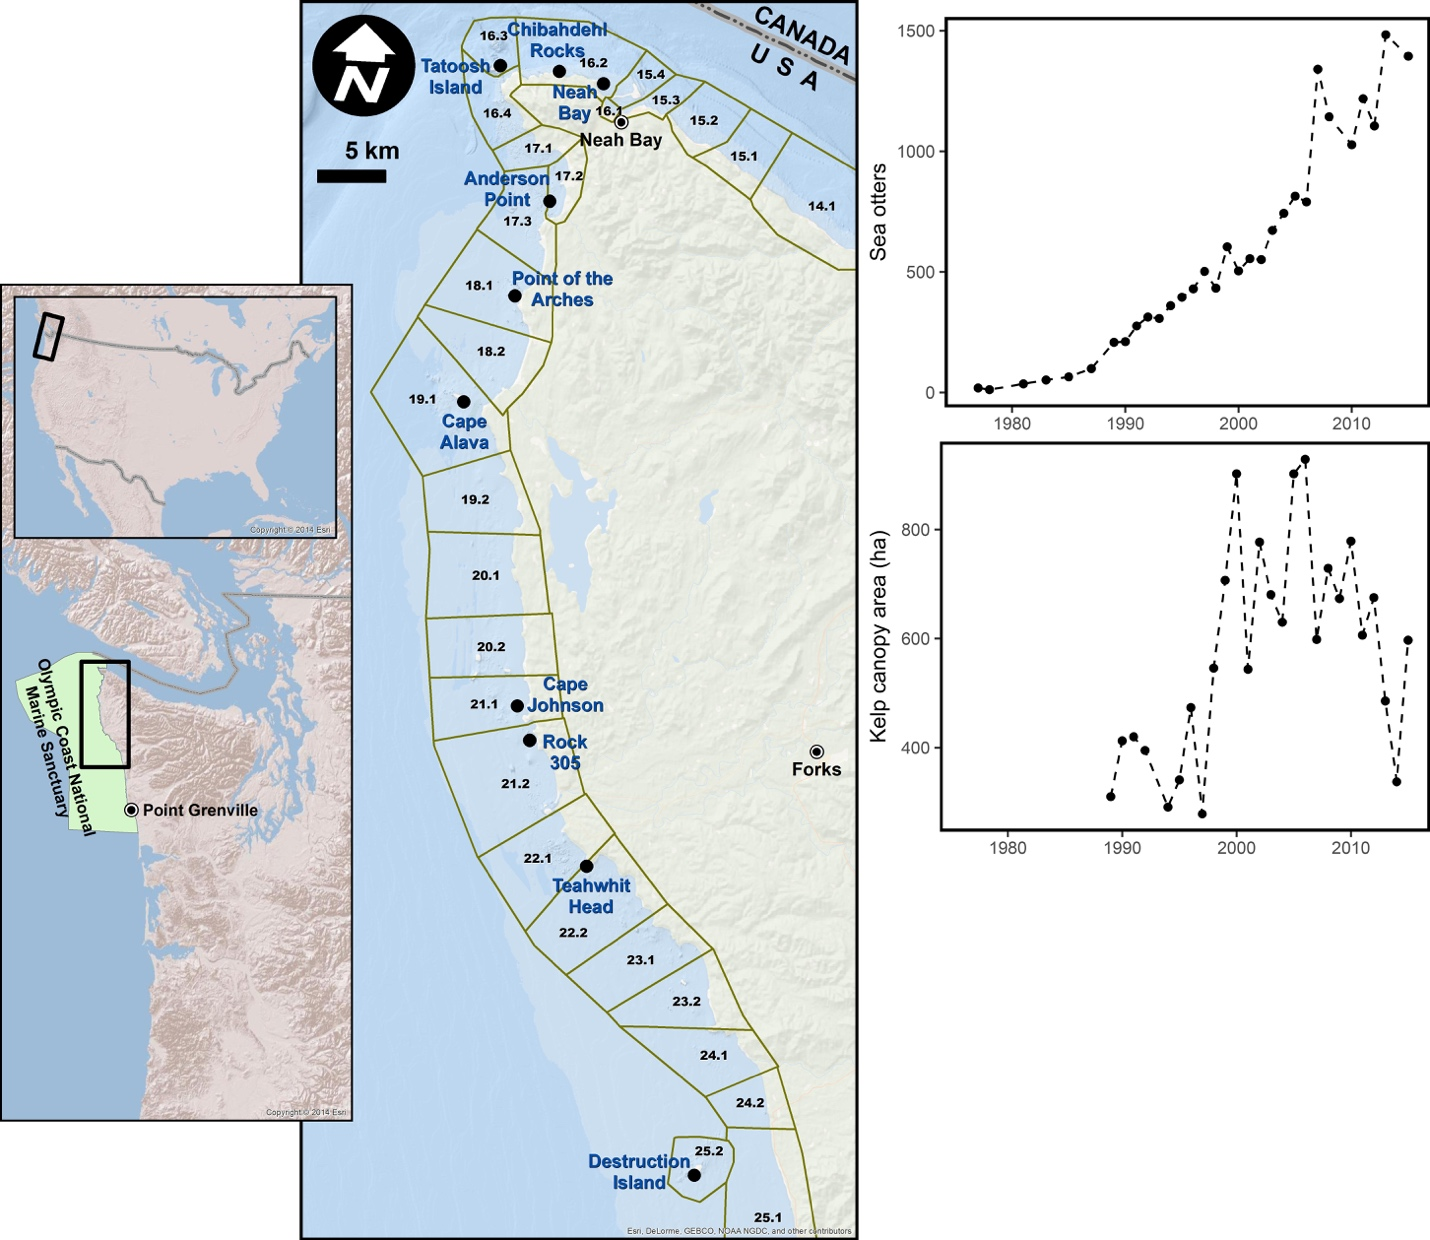 Copyright © 2014 Esri
Olympic Coast National
Marine Sanctuary
Point Grenville
Copyright © 2014 Esri
N
5 km
CANADA
USA
Chibahdehl
Rocks
Tatoosh
Island
Neah
Bay
Neah Bay
16.3
16.2
15.4
15.3
16.1
16.4
15.2
17.1
15.1
17.2
14.1
Anderson
Point
17.3
18.1
Point of the
Arches
18.2
19.1
Cape
Alava
19.2
20.1
20.2
21.1
Cape
Johnson
Rock
305
21.2
Forks
22.1
Teahwhit
Head
22.2
23.1
23.2
24.1
24.2
25.2
Destruction
Island
25.1
Esri, DeLorme, GEBCO, NOAA NGDC, and other contributors
Sea otters
1500
1000
500
0
1980 1990 2000 2010
Kelp canopy area (ha)
800
600
400
1980 1990 2000 2010